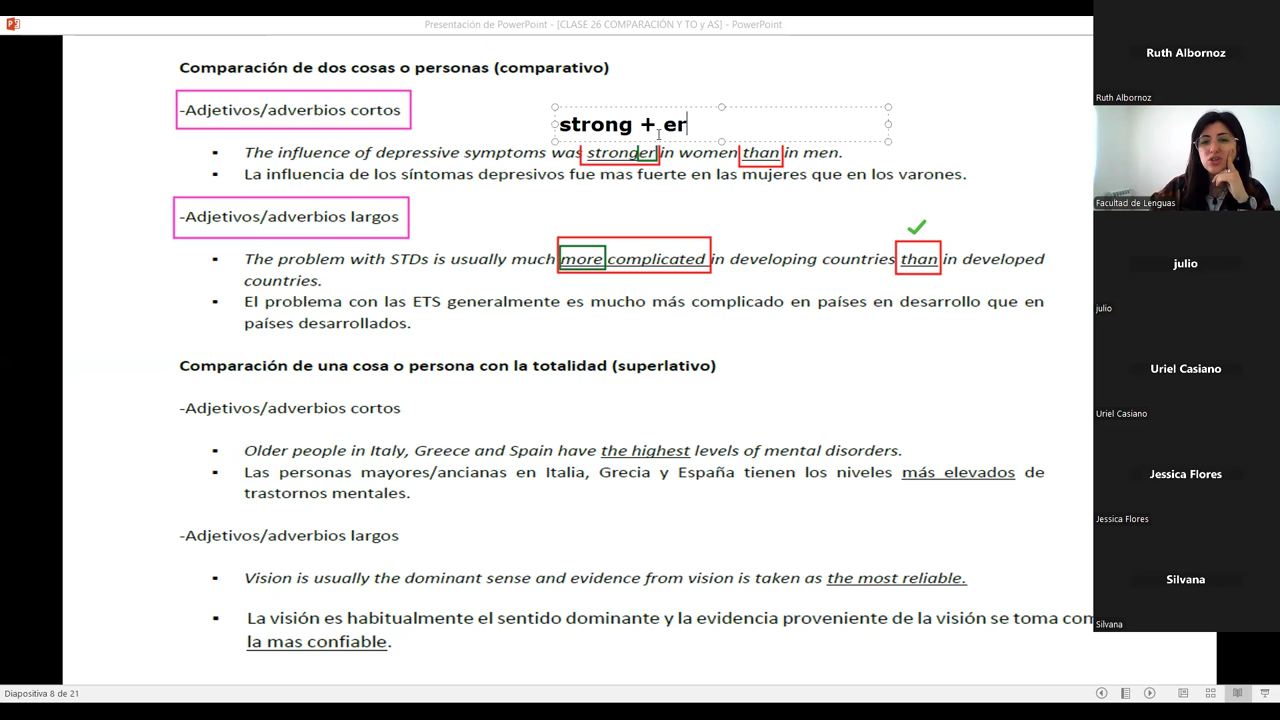 Presentación de PowerPoint - [CLASE 26 COMPARACIÓN Y TO y AS] - PowerPoint
Comparación de dos cosas o personas (comparativo)
-Adjetivos/adverbios cortos
strong + er
▪ The influence of depressive symptoms was stronger in women than in men.
▪ La influencia de los síntomas depresivos fue mas fuerte en las mujeres que en los varones.
-Adjetivos/adverbios largos
▪ The problem with STDs is usually much more complicated in developing countries than in developed
countries.
▪ El problema con las ETS generalmente es mucho más complicado en países en desarrollo que en
países desarrollados.
Comparación de una cosa o persona con la totalidad (superlativo)
-Adjetivos/adverbios cortos
▪ Older people in Italy, Greece and Spain have the highest levels of mental disorders.
▪ Las personas mayores/ancianas en Italia, Grecia y España tienen los niveles más elevados de
trastornos mentales.
-Adjetivos/adverbios largos
▪ Vision is usually the dominant sense and evidence from vision is taken as the most reliable.
▪ La visión es habitualmente el sentido dominante y la evidencia proveniente de la visión se toma com
la mas confiable.
Diapositiva 8 de 21
Ruth Albornoz
Ruth Albornoz
Facultad de Lenguas
julio
julio
Uriel Casiano
Uriel Casiano
Jessica Flores
Jessica Flores
Silvana
Silvana